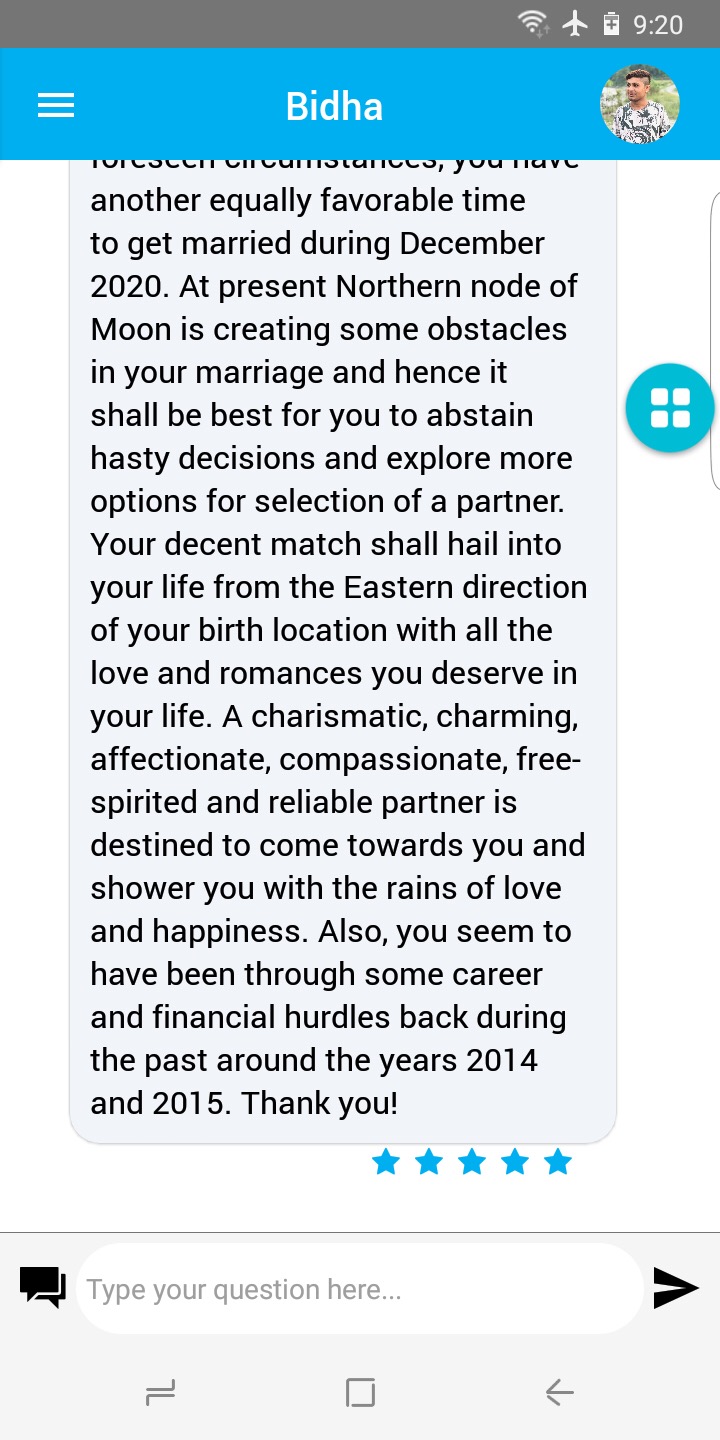 9:20
Bidha
foreseen circumstances, you have
another equally favorable time
to get married during December
2020. At present Northern node of
Moon is creating some obstacles
in your marriage and hence it
shall be best for you to abstain
hasty decisions and explore more
options for selection of a partner.
Your decent match shall hail into
your life from the Eastern direction
of your birth location with all the
love and romances you deserve in
your life. A charismatic, charming,
affectionate, compassionate, free-
spirited and reliable partner is
destined to come towards you and
shower you with the rains of love
and happiness. Also, you seem to
have been through some career
and financial hurdles back during
the past around the years 2014
and 2015. Thank you!
Type your question here...